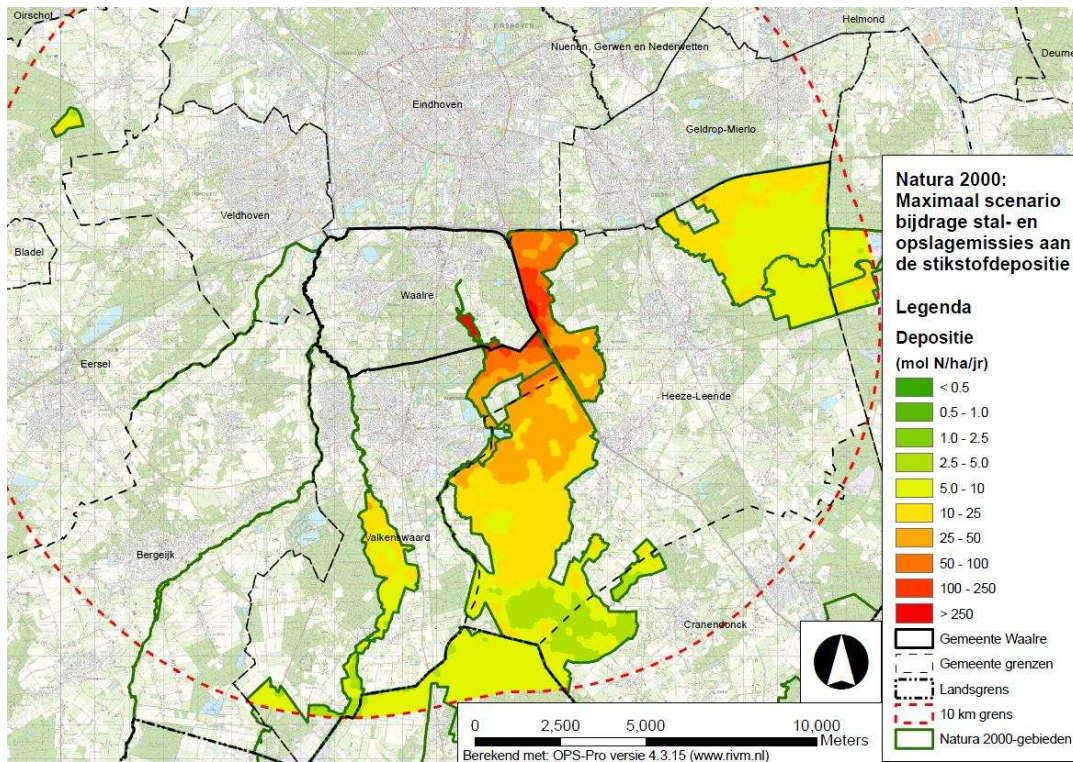 Oirschot
Helmond
EINDHOVEN
Nuenen, Gerwen en Nederwetten
Deurne
Eindhoven
Geldrop-Mierlo
Veldhoven
Bladel
Waalre
Eersel
Heeze-Leende
Valkenswaard
Bergeijk
Cranendonck
Natura 2000:
Maximaal scenario
bijdrage stal- en
opslagemissies aan
de stikstofdepositie
Legenda
Depositie
(mol N/ha/jr)
< 0.5
0.5 - 1.0
1.0 - 2.5
2.5 - 5.0
5.0 - 10
10 - 25
25 - 50
50 - 100
100 - 250
> 250
Gemeente Waalre
Gemeente grenzen
Landsgrens
10 km grens
Natura 2000-gebieden
0 2,500 5,000 10,000
Meters
Berekend met: OPS-Pro versie 4.3.15 (www.rivm.nl)